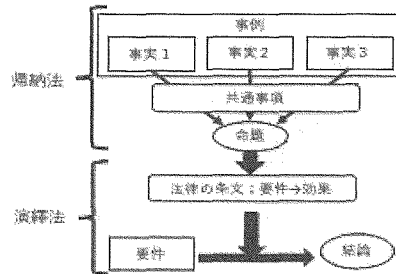 事例
事実1 事実2 事実3
帰納法
共通事項
命題
法律の条文:要件→効果
演繹法
要件
結論